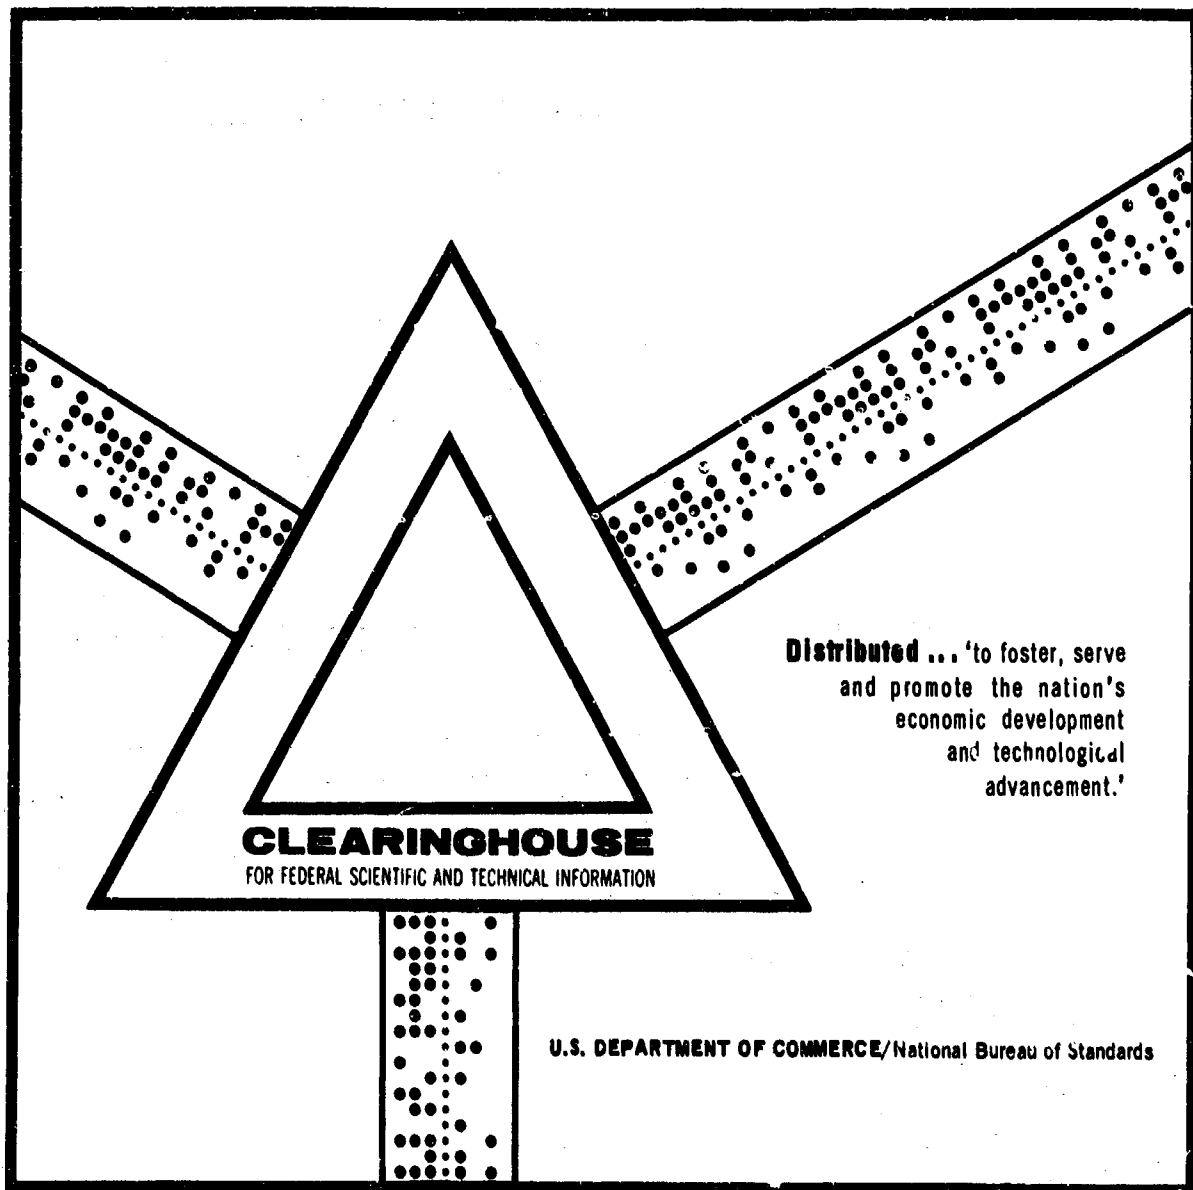 Distributed ... 'to foster, serve
and promote the nation's
economic development
and technological
advancement.'
CLEARINGHOUSE
FOR FEDERAL SCIENTIFIC AND TECHNICAL INFORMATION
U.S. DEPARTMENT OF COMMERCE/National Bureau of Standards